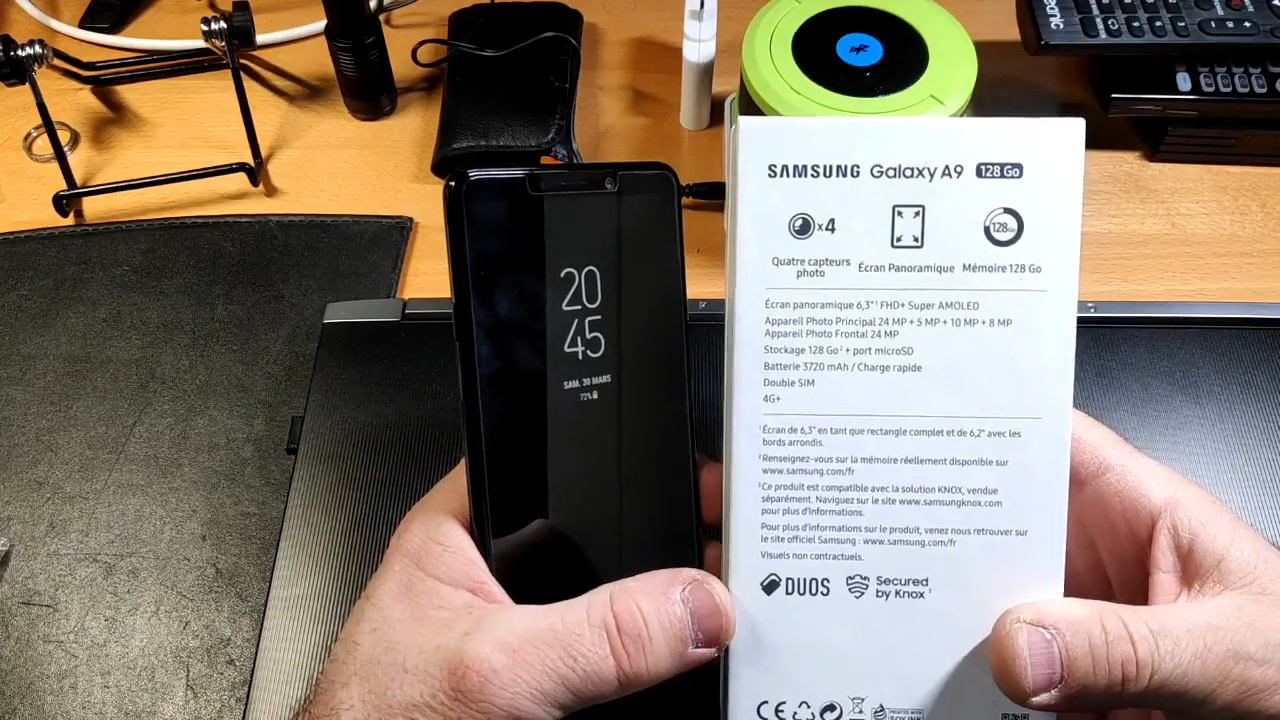 SAMSUNG Galaxy A9 128 Go
x4
128Go
Quatre capteurs
photo
Écran Panoramique
Mémoire 128 Go
Écran panoramique 6,3"¹ FHD+ Super AMOLED
Appareil Photo Principal 24 MP + 5 MP + 10 MP + 8 MP
Appareil Photo Frontal 24 MP
Stockage 128 Go² + port microSD
Batterie 3720 mAh / Charge rapide
Double SIM
4G+
¹Écran de 6,3" en tant que rectangle complet et de 6,2" avec les
bords arrondis.
²Renseignez-vous sur la mémoire réellement disponible sur
www.samsung.com/fr
³Ce produit est compatible avec la solution KNOX, vendue
séparément. Naviguez sur le site www.samsungknox.com
pour plus d'informations.
Pour plus d'informations sur le produit, venez nous retrouver sur
le site officiel Samsung : www.samsung.com/fr
Visuels non contractuels.
DUOS
Secured
by Knox³
CE
PRINTED WITH
SOY INK
20
45
SAM. 30 MARS
72%